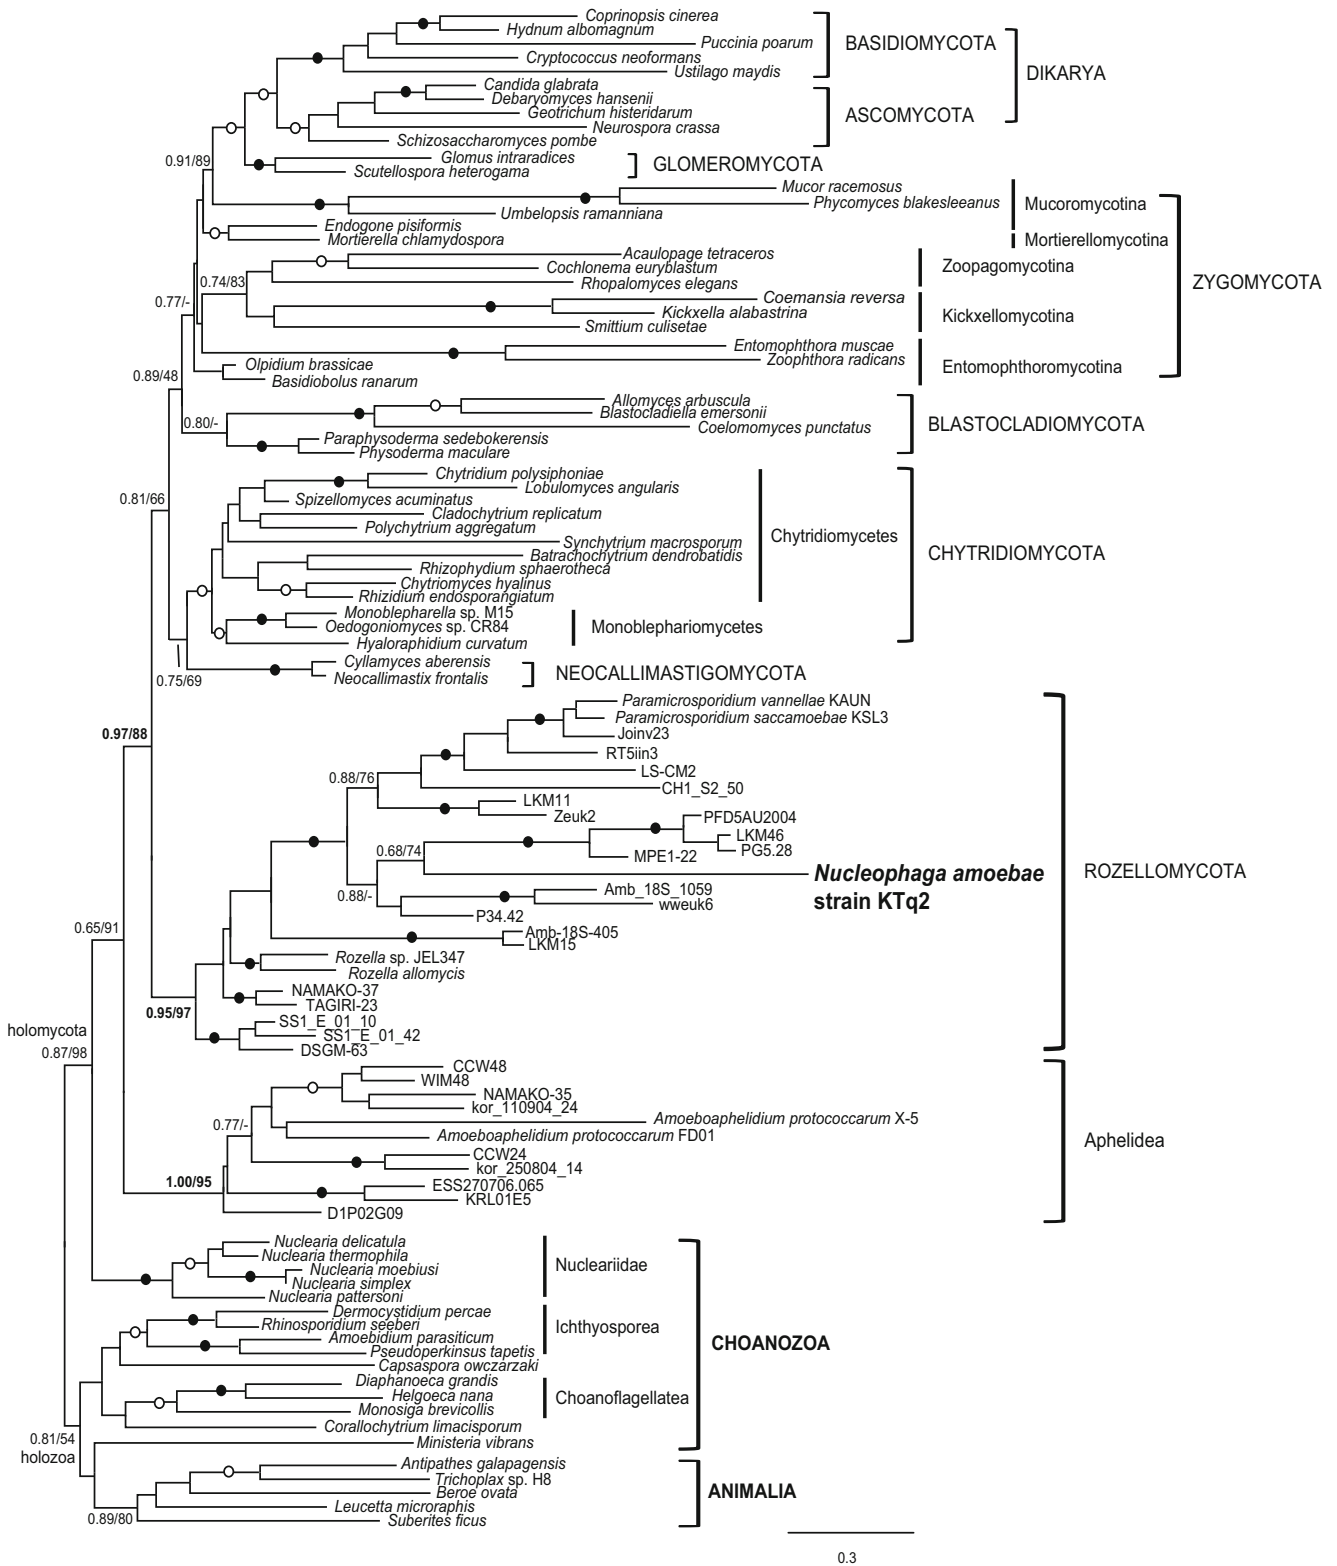 Coprinopsis cinerea
Hydnum albomagnum
Puccinia poarum
BASIDIOMYCOTA
Cryptococcus neoformans
Ustilago maydis
DIKARYA
Candida glabrata
Debaryomyces hansenii
Geotrichum histeridarum
ASCOMYCOTA
Neurospora crassa
Schizosaccharomyces pombe
0.91/89
Glomus intraradices
GLOMEROMYCOTA
Scutellospora heterogama
Mucor racemosus
Phycomyces blakesleeanus
Mucoromycotina
Umbelopsis ramanniana
Endogone pisiformis
Mortierella chlamydospora
Mortierellomycotina
Acaulopage tetraceros
Cochlonema euryblastum
Zoopagomycotina
0.74/83
Rhopalomyces elegans
ZYGOMYCOTA
0.77/-
Coemansia reversa
Kickxella alabastrina
Kickxellomycotina
Smittium culisetae
Entomophthora muscae
Zoophthora radicans
Entomophthoromycotina
Olpidium brassicae
0.89/48
Basidiobolus ranarum
Allomyces arbuscula
Blastocladiella emersonii
0.80/-
Coelomomyces punctatus
BLASTOCLADIOMYCOTA
Paraphysoderma sedebokerensis
Physoderma maculare
Chytridium polysiphoniae
Lobulomyces angularis
0.81/66
Spizellomyces acuminatus
Cladochytrium replicatum
Polychytrium aggregatum
Chytridiomycetes
Synchytrium macrosporum
Batrachochytrium dendrobatidis
CHYTRIDIOMYCOTA
Rhizophydium sphaerotheca
Chytriomyces hyalinus
Rhizidium endosporangiatum
Monoblepharella sp. M15
Oedogoniomyces sp. CR84
Monoblephariomycetes
Hyaloraphidium curvatum
Cyllamyces aberensis
0.75/69
Neocallimastix frontalis
NEOCALLIMASTIGOMYCOTA
Paramicrosporidium vannellae KAUN
Paramicrosporidium saccamoebae KSL3
0.97/88
Joinv23
RT5iin3
LS-CM2
0.88/76
CH1_S2_50
LKM11
Zeuk2
PFD5AU2004
LKM46
0.68/74
MPE1-22
PG5.28
Nucleophaga amoebae
strain KTq2
ROZELLOMYCOTA
0.88/-
Amb_18S_1059
wweuk6
P34.42
0.65/91
Amb-18S-405
LKM15
Rozella sp. JEL347
Rozella allomycis
NAMAKO-37
TAGIRI-23
0.95/97
SS1_E_01_10
holomycota
SS1_E_01_42
0.87/98
DSGM-63
CCW48
WIM48
NAMAKO-35
kor_110904_24
0.77/-
Amoeboaphelidium protococcarum X-5
Amoeboaphelidium protococcarum FD01
Aphelidea
CCW24
kor_250804_14
1.00/95
ESS270706.065
KRL01E5
D1P02G09
Nuclearia delicatula
Nuclearia thermophila
Nucleariidae
Nuclearia moebiusi
Nuclearia simplex
Nuclearia pattersoni
Dermocystidium percae
Rhinosporidium seeberi
Ichthyosporea
Amoebidium parasiticum
CHOANOZOA
Pseudoperkinsus tapetis
Capsaspora owczarzaki
Diaphanoeca grandis
Helgoeca nana
Choanoflagellatea
Monosiga brevicollis
Corallochytrium limacisporum
0.81/54
holozoa
Ministeria vibrans
Antipathes galapagensis
Trichoplax sp. H8
Beroe ovata
ANIMALIA
Leucetta microraphis
0.89/80
Suberites ficus
0.3